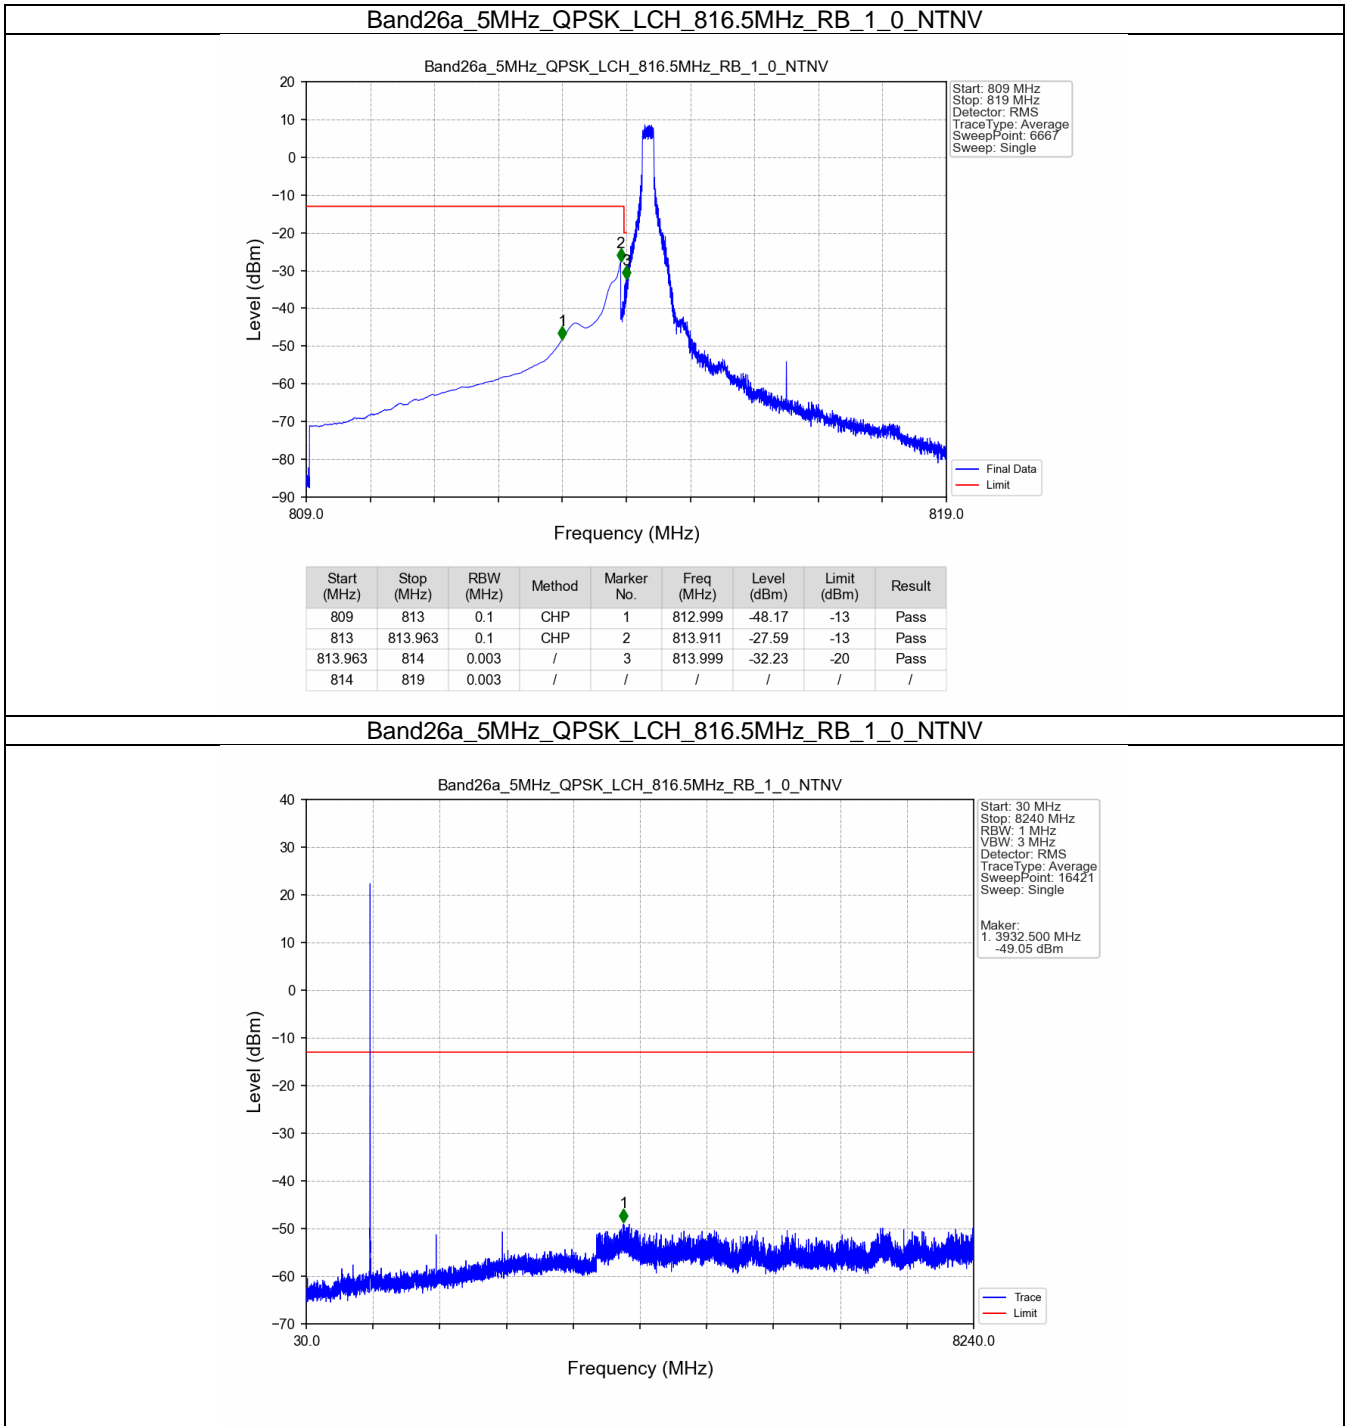 Band26a_5MHz_QPSK_LCH_816.5MHz_RB_1_0_NTNV
Band26a_5MHz_QPSK_LCH_816.5MHz_RB_1_0_NTNV
20
10
0
−10
−20
−30
−40
−50
−60
−70
−80
−90
Level (dBm)
1
2
3
809.0
819.0
Frequency (MHz)
Start: 809 MHz
Stop: 819 MHz
Detector: RMS
TraceType: Average
SweepPoint: 6667
Sweep: Single
Final Data
Limit
Start (MHz) Stop (MHz) RBW (MHz) Method Marker No. Freq (MHz) Level (dBm) Limit (dBm) Result
809 813 0.1 CHP 1 812.999 -48.17 -13 Pass
813 813.963 0.1 CHP 2 813.911 -27.59 -13 Pass
813.963 814 0.003 / 3 813.999 -32.23 -20 Pass
814 819 0.003 / / / / / /
Band26a_5MHz_QPSK_LCH_816.5MHz_RB_1_0_NTNV
Band26a_5MHz_QPSK_LCH_816.5MHz_RB_1_0_NTNV
40
30
20
10
0
−10
−20
−30
−40
−50
−60
−70
Level (dBm)
1
30.0
8240.0
Frequency (MHz)
Start: 30 MHz
Stop: 8240 MHz
RBW: 1 MHz
VBW: 3 MHz
Detector: RMS
TraceType: Average
SweepPoint: 16421
Sweep: Single
Maker:
1. 3932.500 MHz
-49.05 dBm
Trace
Limit